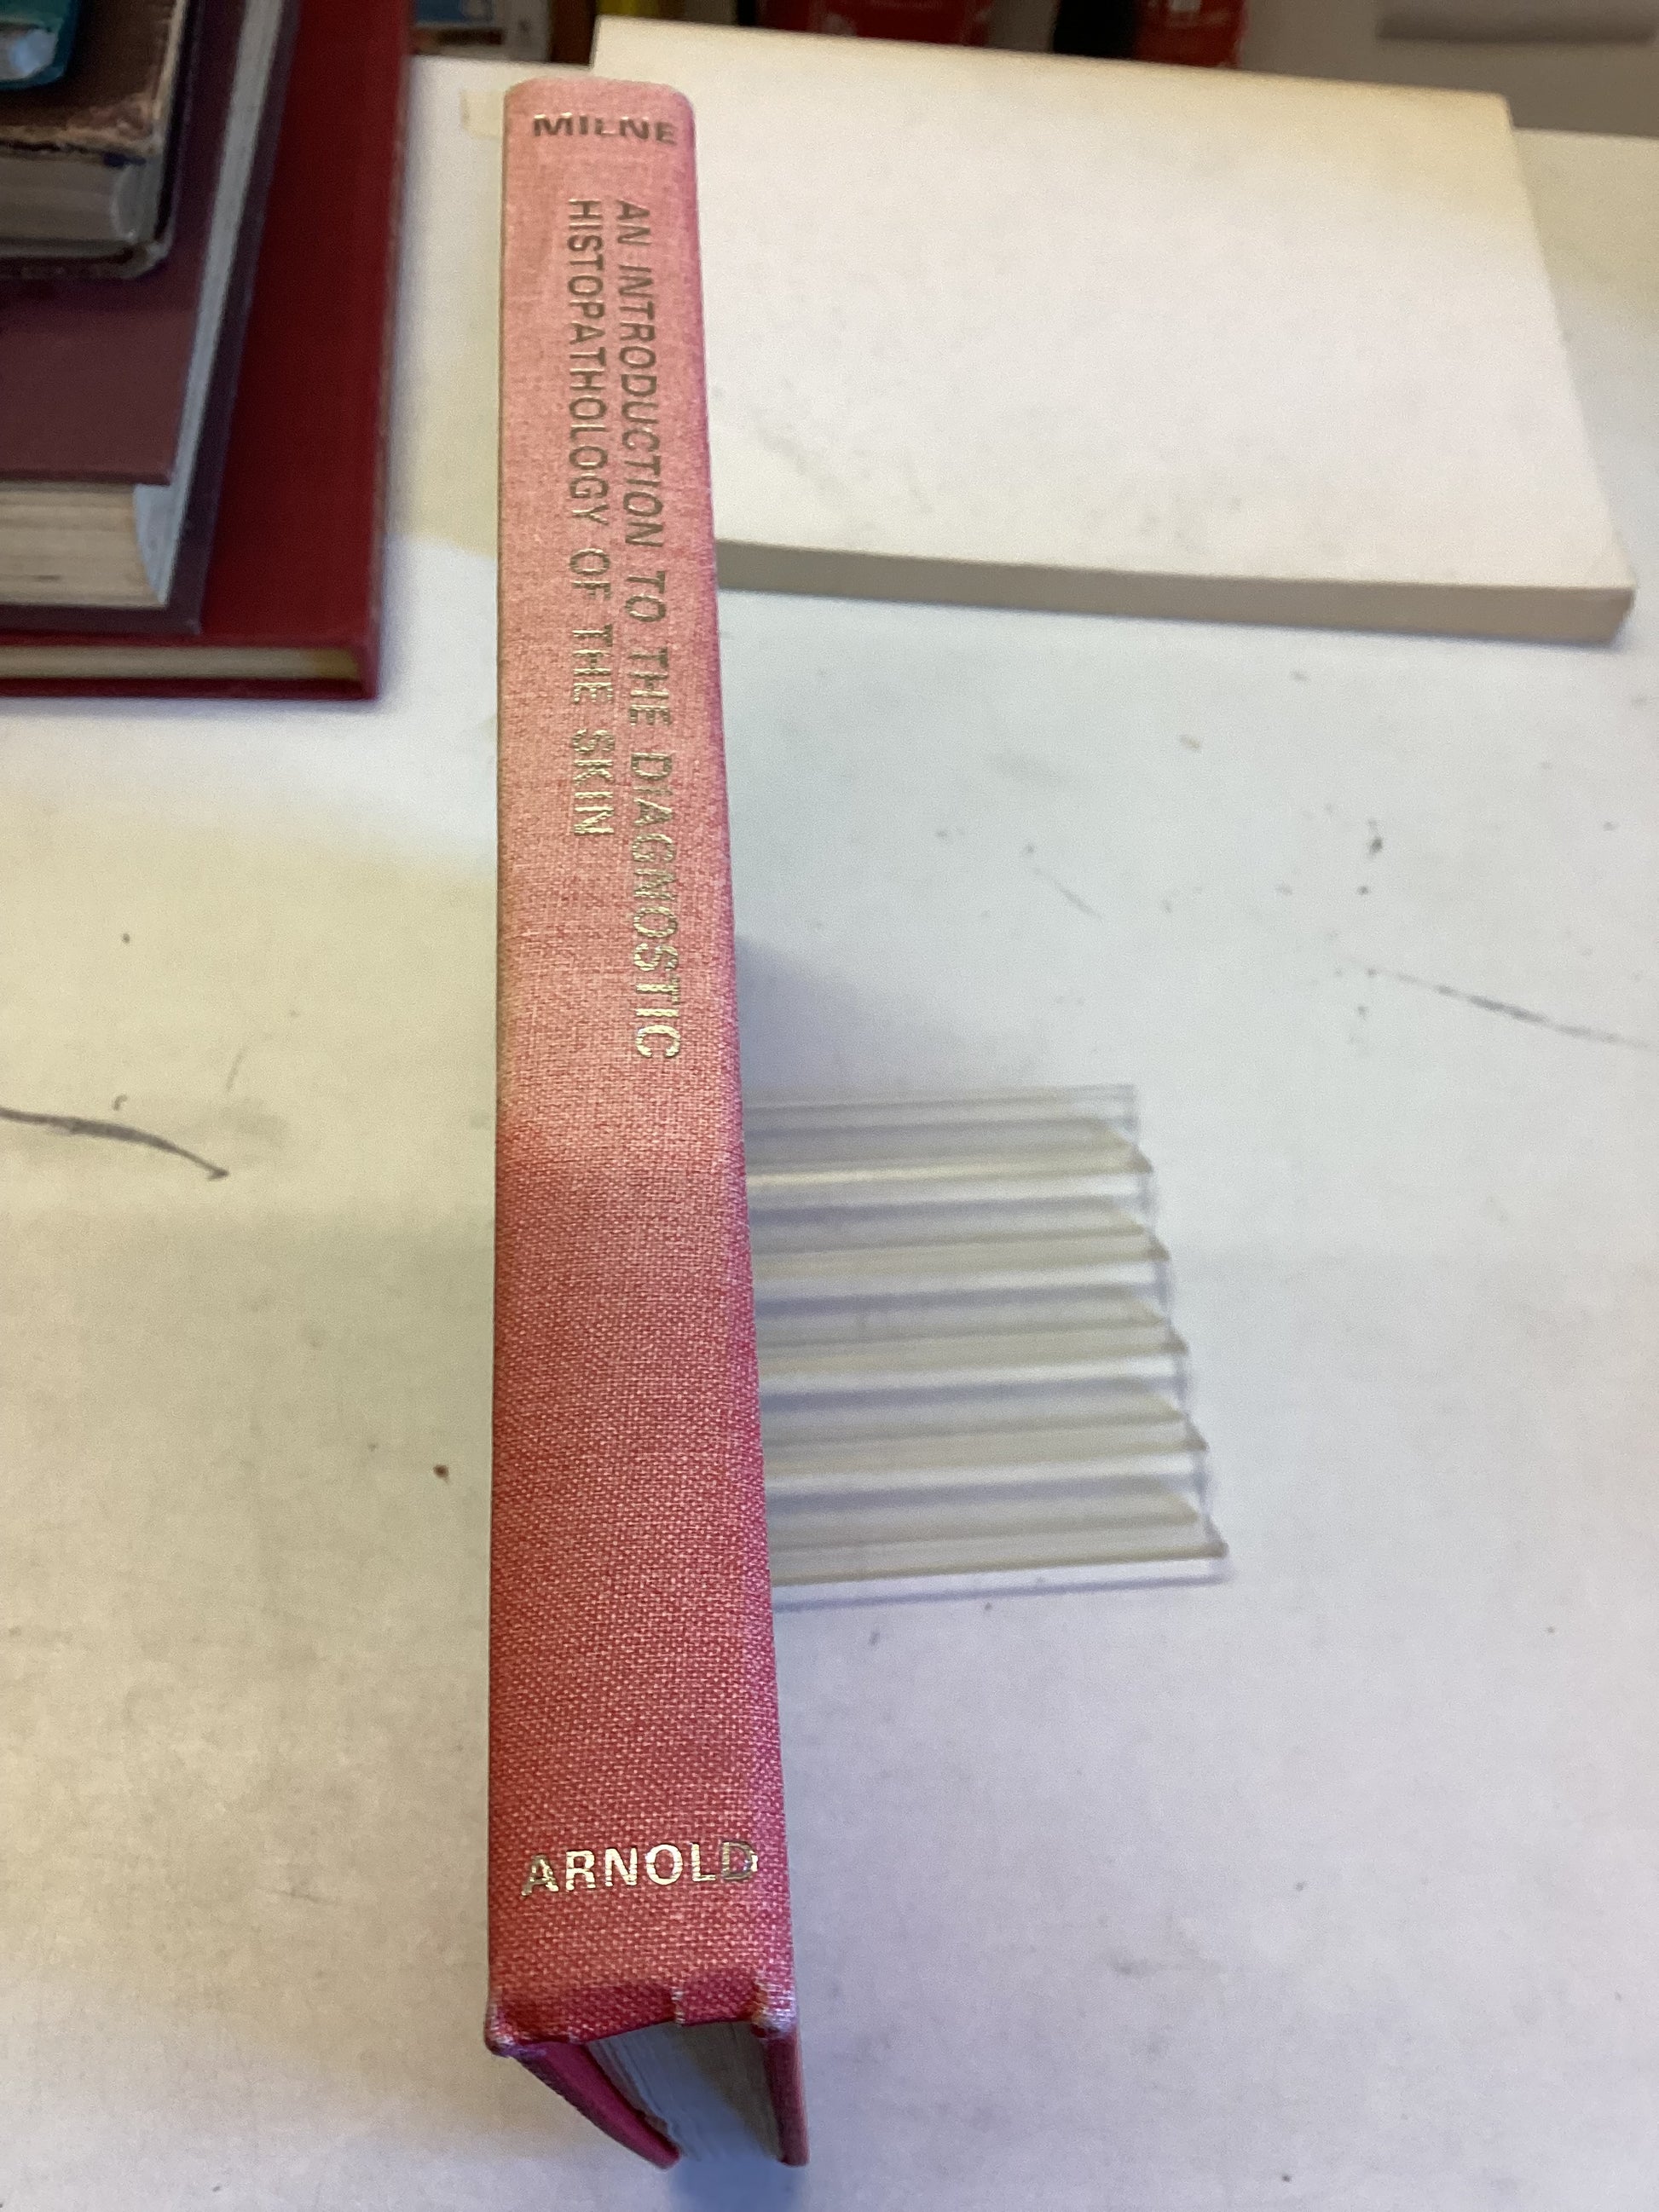 MILNE
AN INTRODUCTION TO THE DIAGNOSTIC
HISTOPATHOLOGY OF THE SKIN
ARNOLD